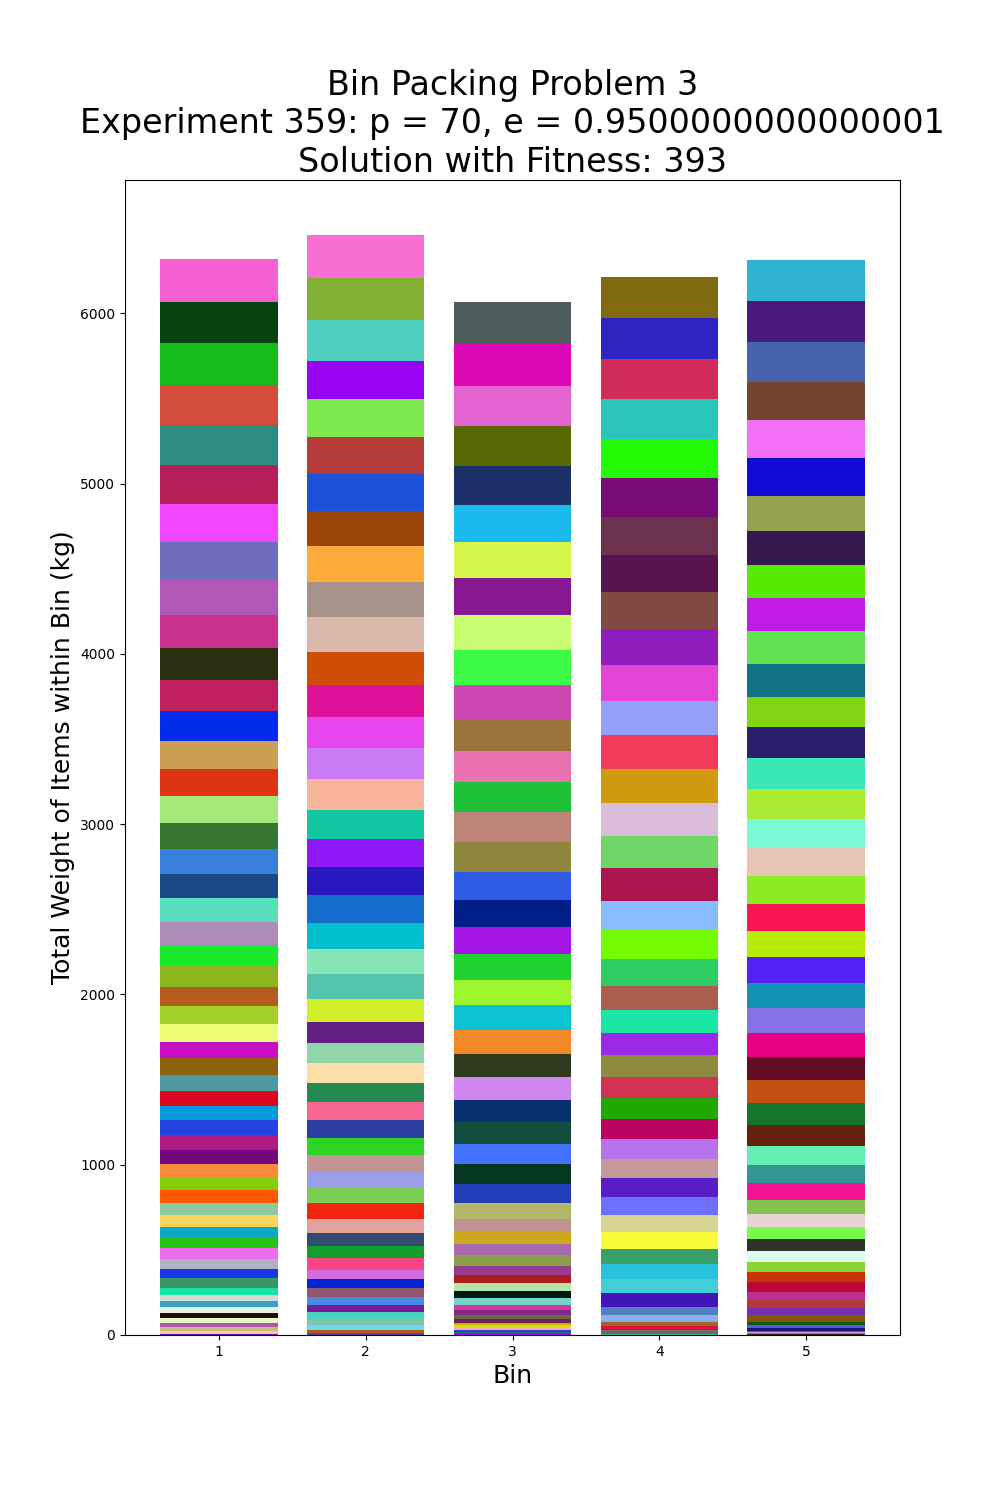 Bin Packing Problem 3
Experiment 359: p = 70, e = 0.9500000000000001
Solution with Fitness: 393
Total Weight of Items within Bin (kg)
6000
5000
4000
3000
2000
1000
0
1 2 3 4 5
Bin